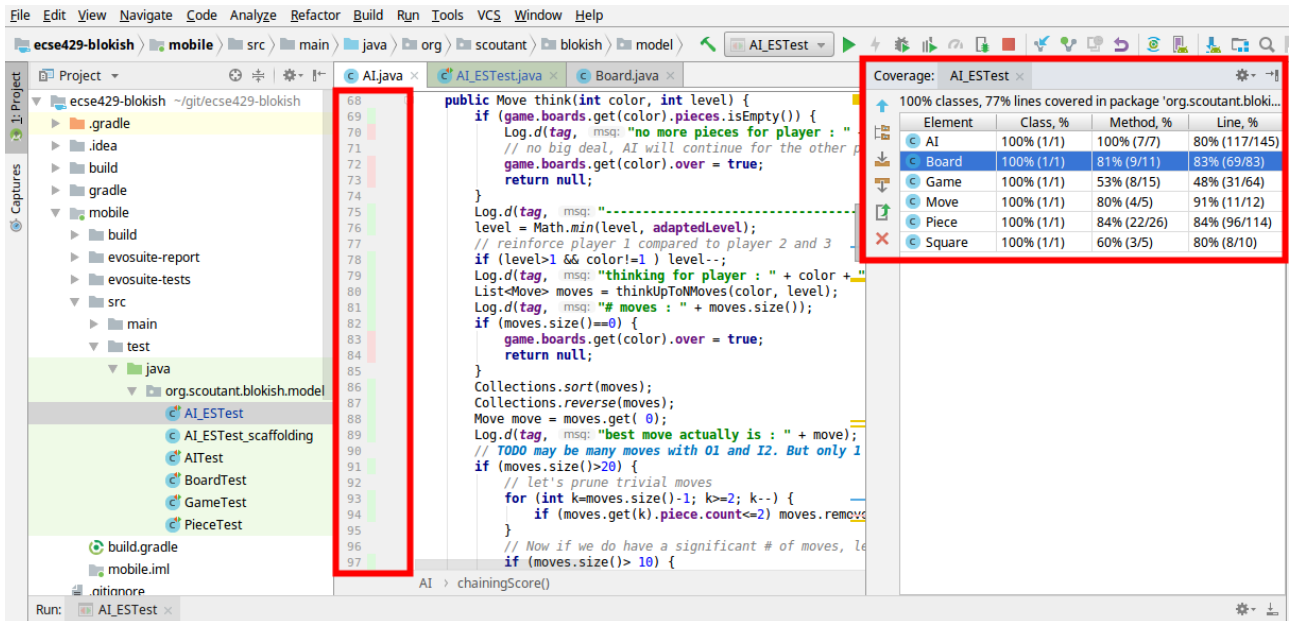 File Edit View Navigate Code Analyze Refactor Build Run Tools VCS Window Help
ecse429-blokish mobile src main java org scoutant blokish model AI_ESTest
1: Project
Captures
Project
ecse429-blokish ~/git/ecse429-blokish
.gradle
.idea
build
gradle
mobile
build
evosuite-report
evosuite-tests
src
main
test
java
org.scoutant.blokish.model
AI_ESTest
AI_ESTest_scaffolding
AITest
BoardTest
GameTest
PieceTest
build.gradle
mobile.iml
.gitignore
AI.java AI_ESTest.java Board.java
68 public Move think(int color, int level) {
69 if (game.boards.get(color).pieces.isEmpty()) {
70 Log.d(tag, msg: "no more pieces for player : "
71 // no big deal, AI will continue for the other p
72 game.boards.get(color).over = true;
73 return null;
74 }
75 Log.d(tag, msg: "-----------------------------------
76 level = Math.min(level, adaptedLevel);
77 // reinforce player 1 compared to player 2 and 3
78 if (level>1 && color!=1 ) level--;
79 Log.d(tag, msg: "thinking for player : " + color + "
80 List<Move> moves = thinkUpToNMoves(color, level);
81 Log.d(tag, msg: "# moves : " + moves.size());
82 if (moves.size()==0) {
83 game.boards.get(color).over = true;
84 return null;
85 }
86 Collections.sort(moves);
87 Collections.reverse(moves);
88 Move move = moves.get( 0);
89 Log.d(tag, msg: "best move actually is : " + move);
90 // TODO may be many moves with O1 and I2. But only 1
91 if (moves.size()>20) {
92 // let's prune trivial moves
93 for (int k=moves.size()-1; k>=2; k--) {
94 if (moves.get(k).piece.count<=2) moves.remove
95 }
96 // Now if we do have a significant # of moves, le
97 if (moves.size()> 10) {
AI > chainingScore()
Coverage: AI_ESTest
100% classes, 77% lines covered in package 'org.scoutant.bloki...
Element Class, % Method, % Line, %
AI 100% (1/1) 100% (7/7) 80% (117/145)
Board 100% (1/1) 81% (9/11) 83% (69/83)
Game 100% (1/1) 53% (8/15) 48% (31/64)
Move 100% (1/1) 80% (4/5) 91% (11/12)
Piece 100% (1/1) 84% (22/26) 84% (96/114)
Square 100% (1/1) 60% (3/5) 80% (8/10)
Run: AI_ESTest